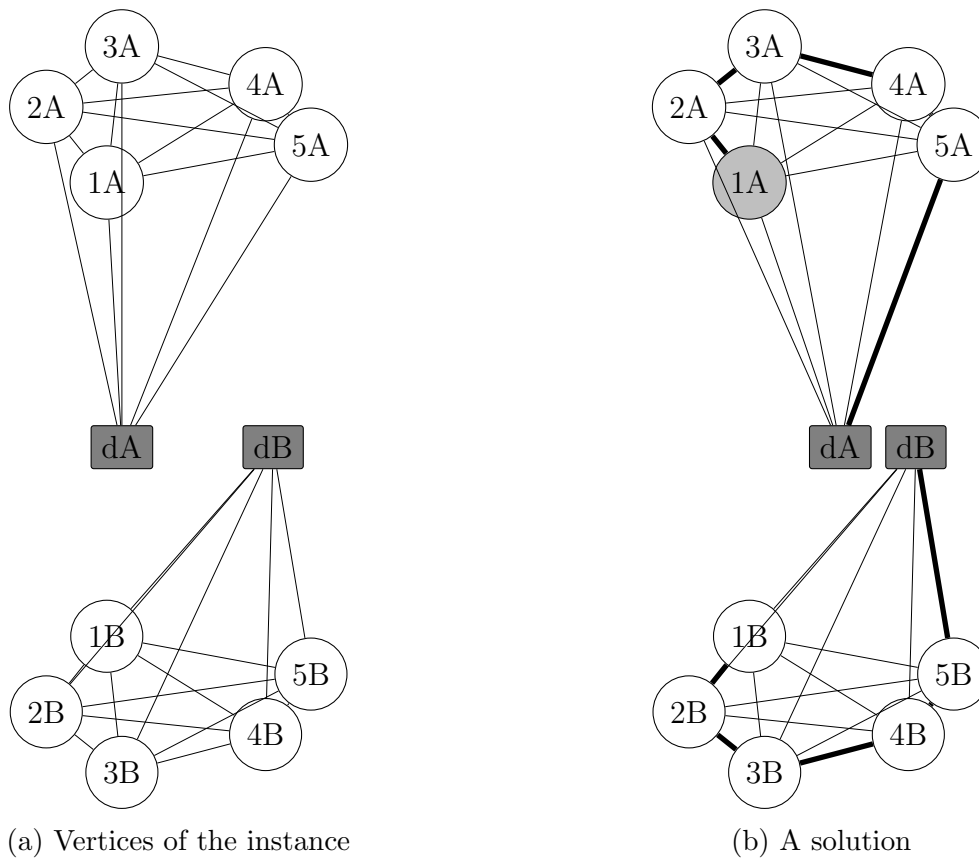 3A
4A
2A
5A
1A
dA
dB
1B
5B
2B
4B
3B
(a) Vertices of the instance
3A
4A
2A
5A
1A
dA
dB
1B
5B
2B
4B
3B
(b) A solution